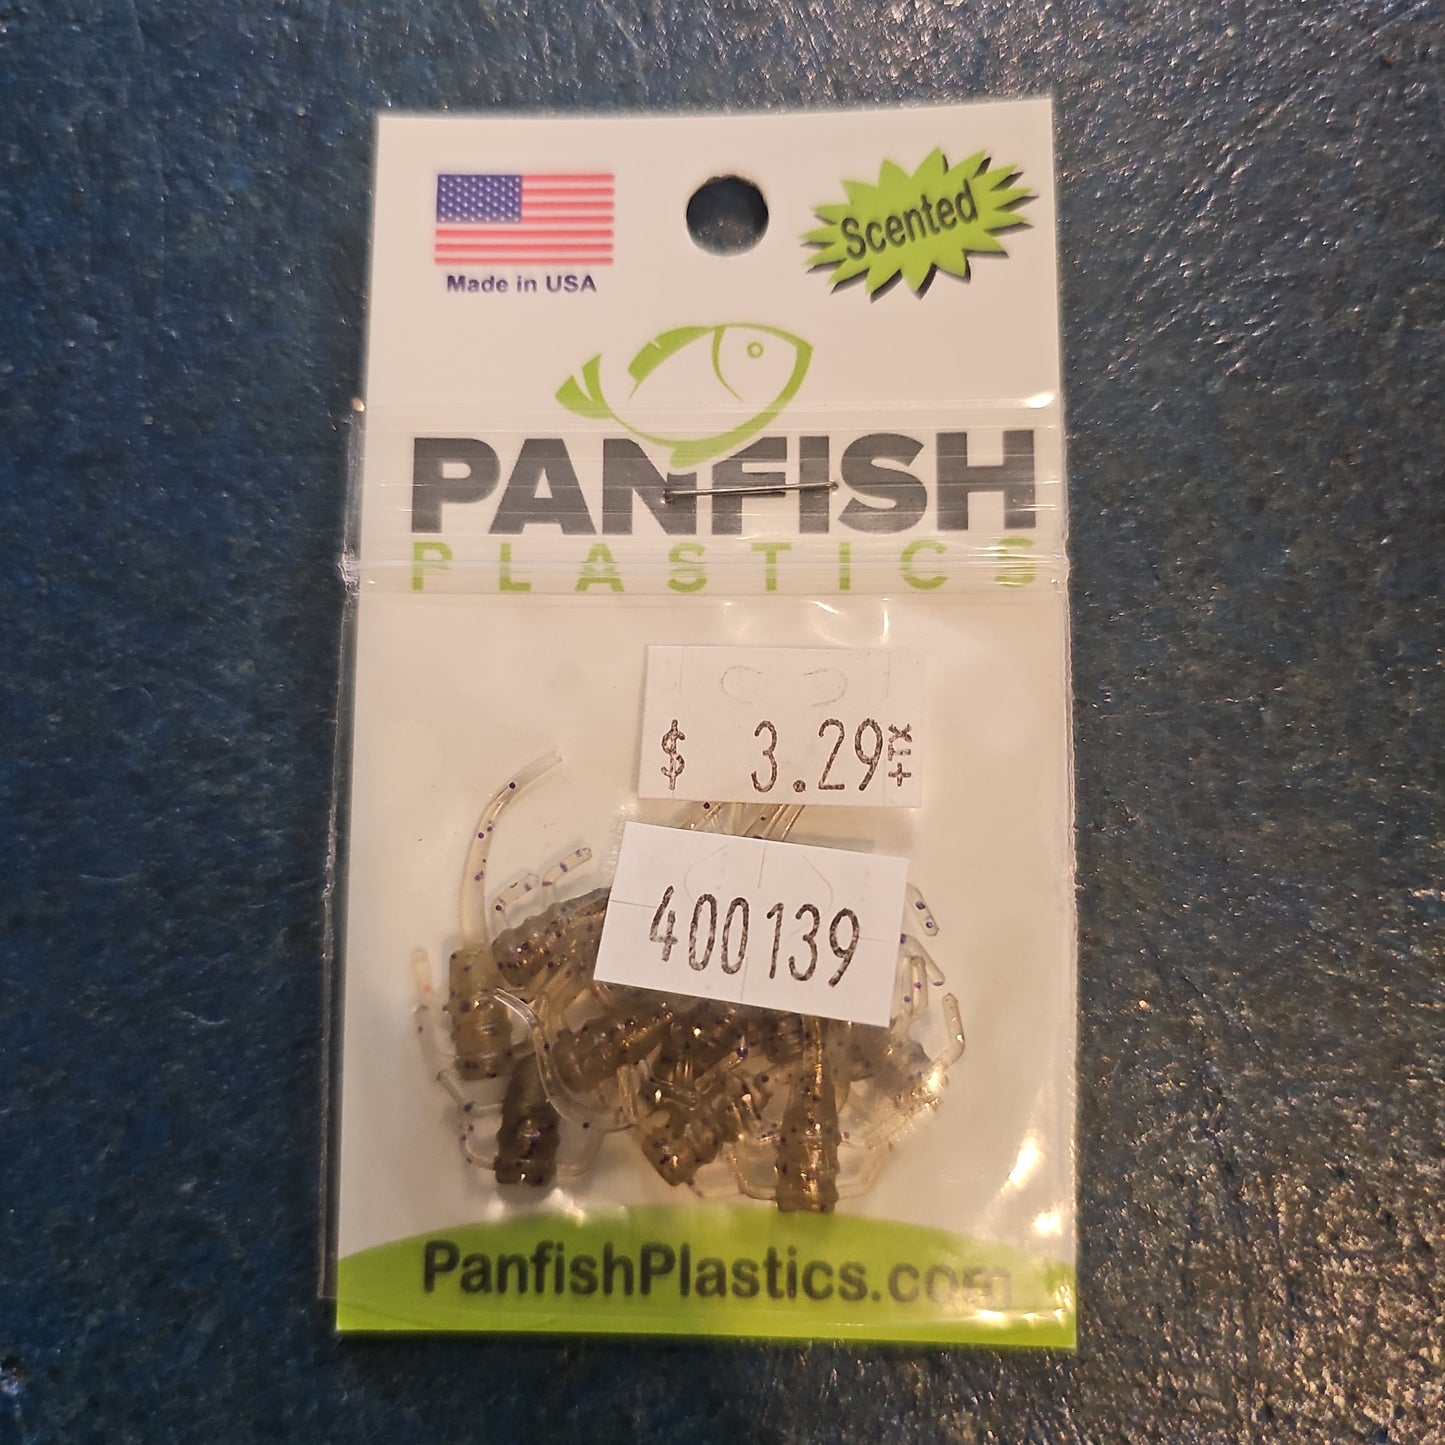 Scented
Made in USA
PANFISH
PLASTICS
$ 3.29 +TX
400139
PanfishPlastics.com